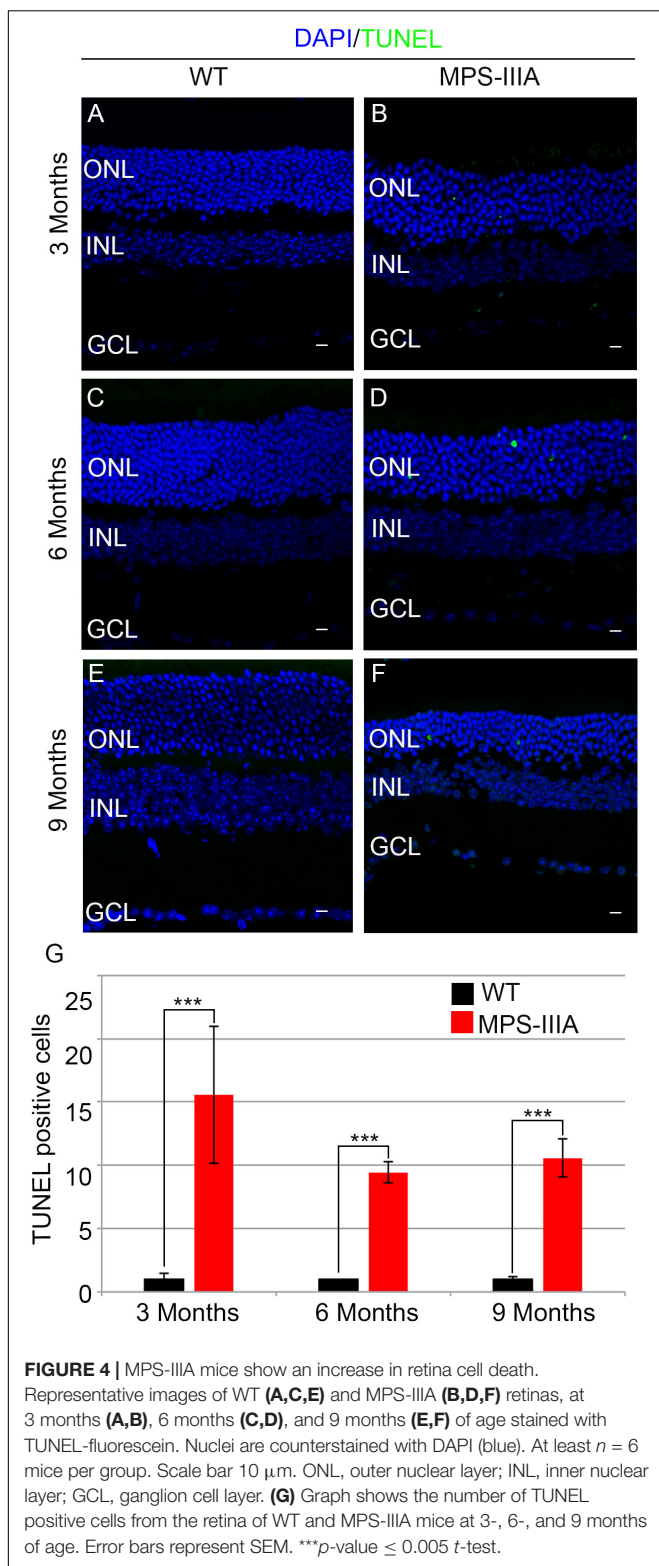 DAPI/TUNEL
WT MPS-IIIA
3 Months
A
ONL
INL
GCL
B
ONL
INL
GCL
6 Months
C
ONL
INL
GCL
D
ONL
INL
GCL
9 Months
E
ONL
INL
GCL
F
ONL
INL
GCL
G
TUNEL positive cells
25
20
15
10
5
0
WT
MPS-IIIA
***
***
***
3 Months 6 Months 9 Months
FIGURE 4 | MPS-IIIA mice show an increase in retina cell death.
Representative images of WT (A,C,E) and MPS-IIIA (B,D,F) retinas, at
3 months (A,B), 6 months (C,D), and 9 months (E,F) of age stained with
TUNEL-fluorescein. Nuclei are counterstained with DAPI (blue). At least n = 6
mice per group. Scale bar 10 μm. ONL, outer nuclear layer; INL, inner nuclear
layer; GCL, ganglion cell layer. (G) Graph shows the number of TUNEL
positive cells from the retina of WT and MPS-IIIA mice at 3-, 6-, and 9 months
of age. Error bars represent SEM. ***p-value ≤ 0.005 t-test.